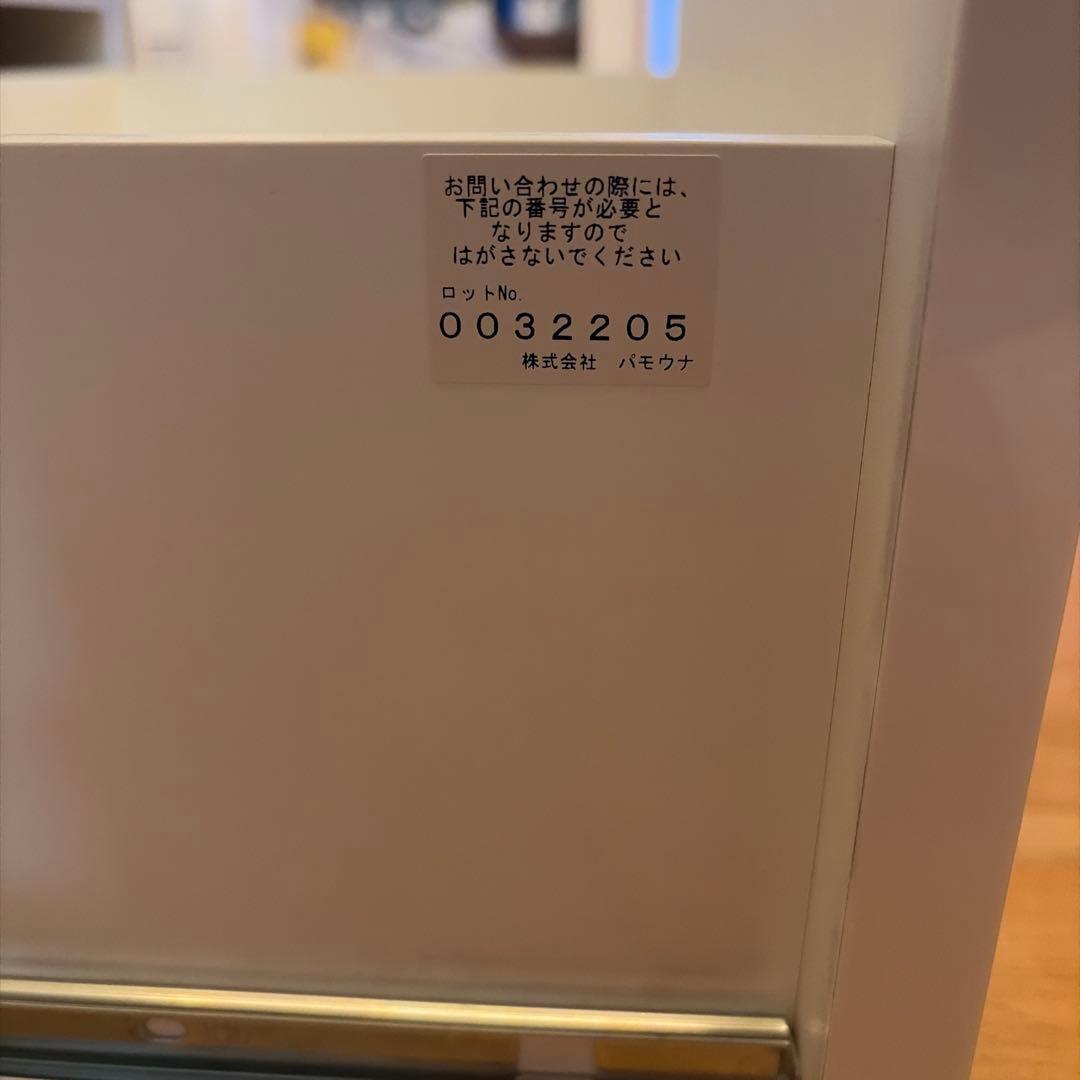 お問い合わせの際には、
下記の番号が必要と
なりますので
はがさないでください
ロットNo.
0032205
株式会社　パモウナ